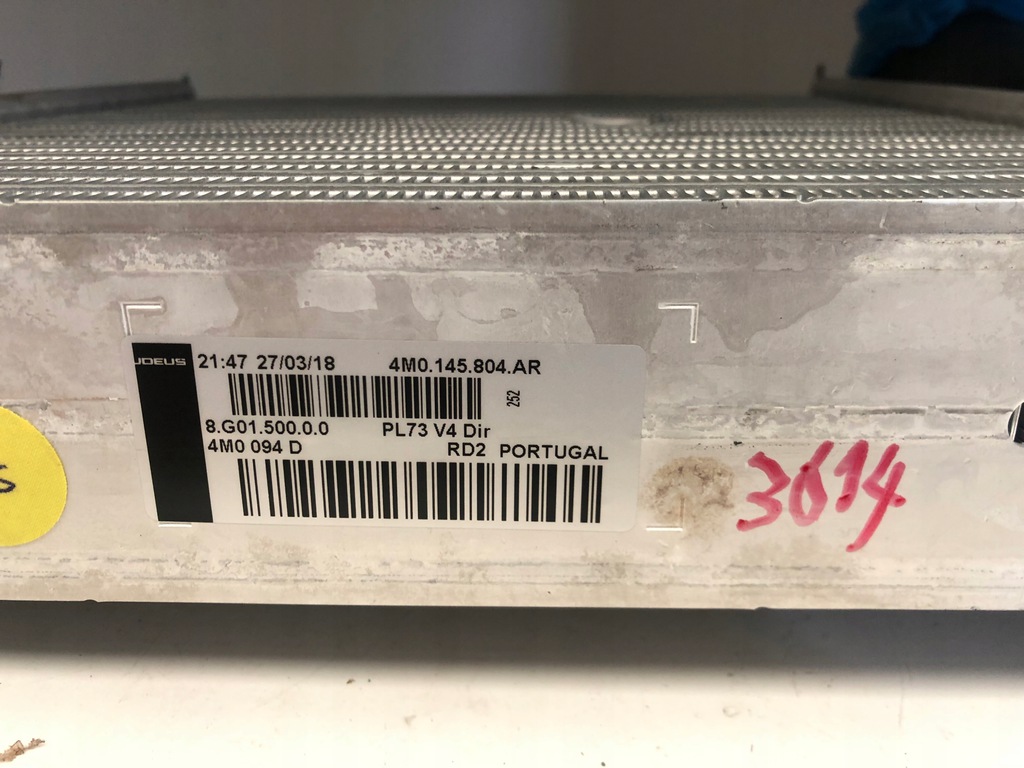 JDEUS
21:47 27/03/18 4M0.145.804.AR
252
8.G01.500.0.0 PL73 V4 Dir
4M0 094 D RD2 PORTUGAL
3614